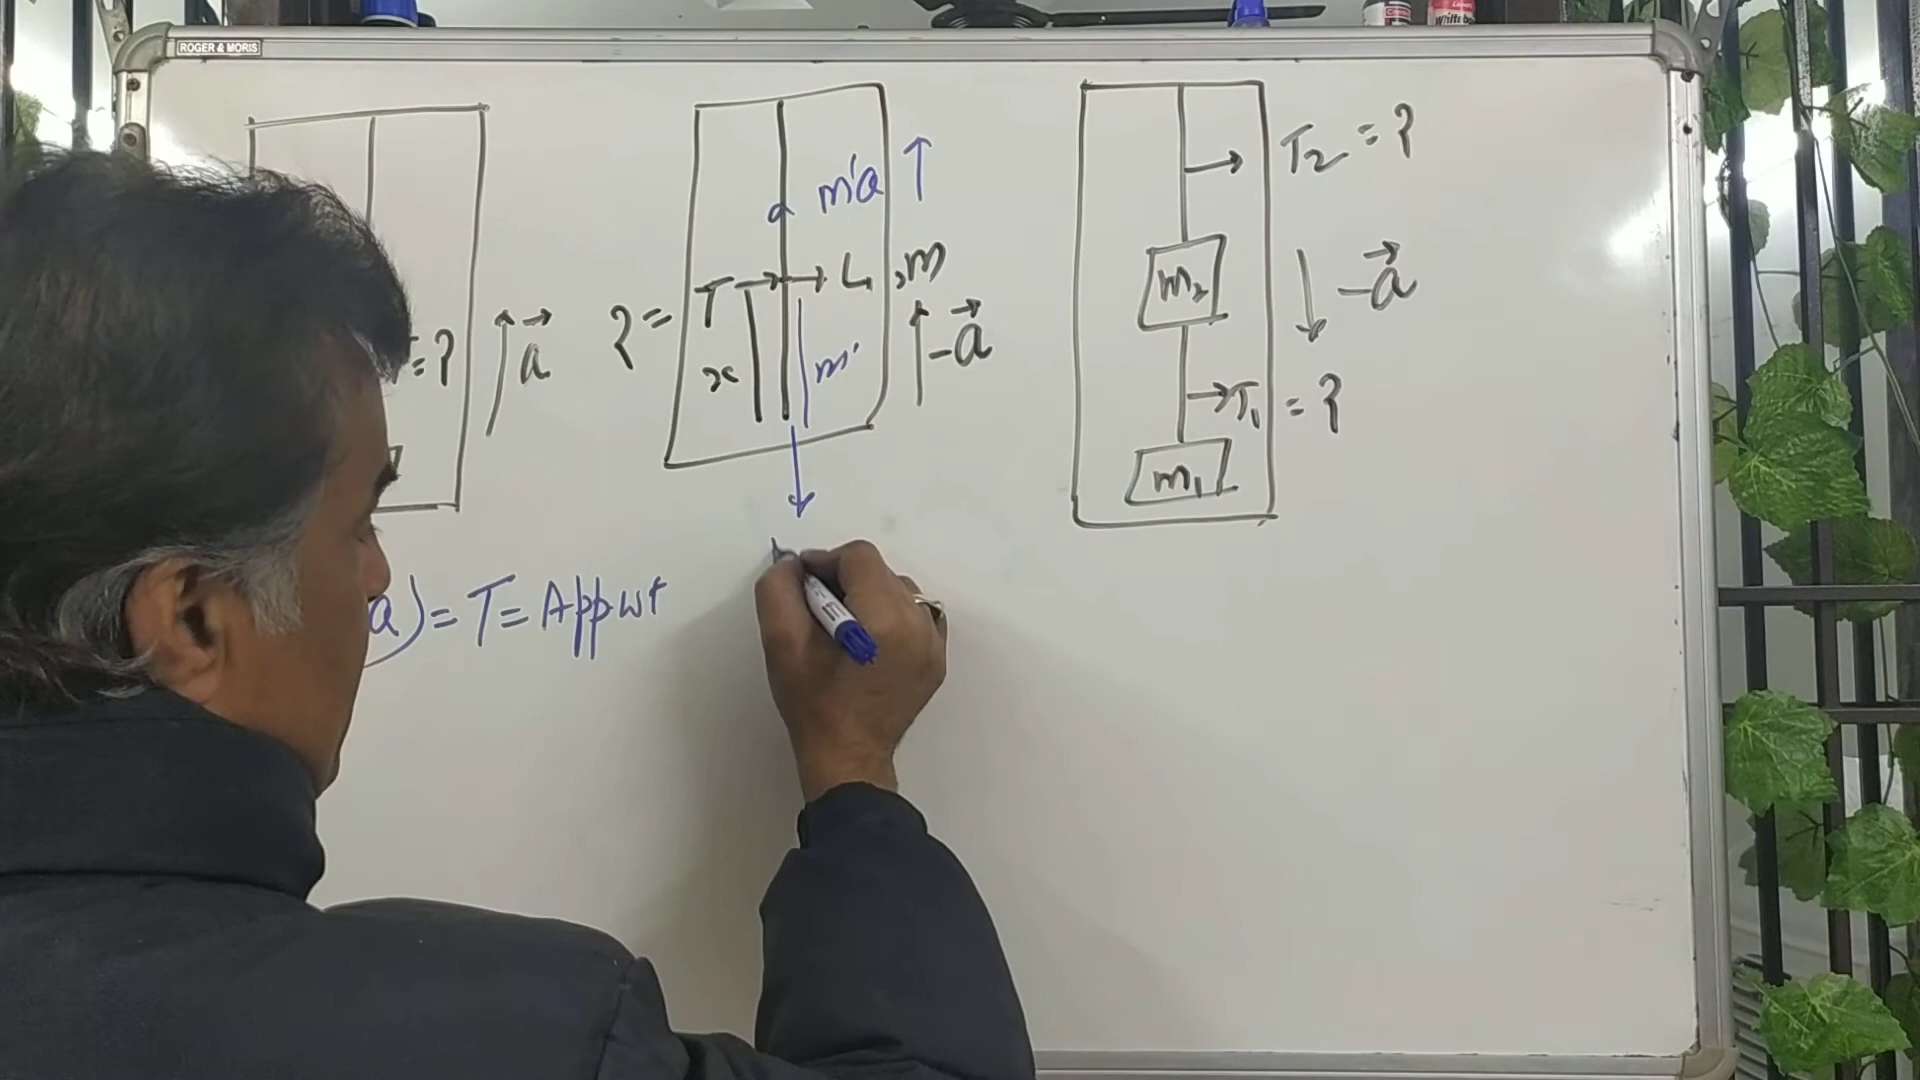 ROGER & MORIS
= ? a
a) = T = App wt
m'a
T L, m
? =
x m' -a
T2 = ?
m2
-a
T1 = ?
m1